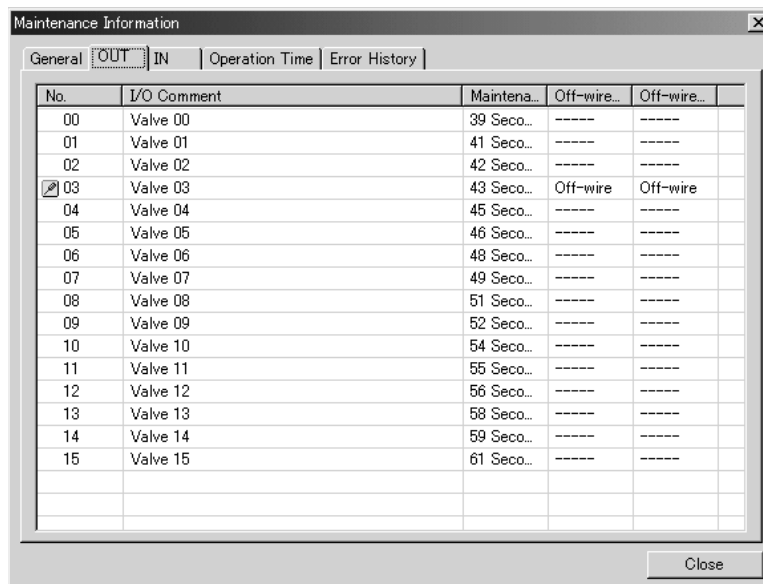 Maintenance Information
General OUT IN Operation Time Error History
No. I/O Comment Maintena... Off-wire... Off-wire...
00 Valve 00 39 Seco... ----- -----
01 Valve 01 41 Seco... ----- -----
02 Valve 02 42 Seco... ----- -----
03 Valve 03 43 Seco... Off-wire Off-wire
04 Valve 04 45 Seco... ----- -----
05 Valve 05 46 Seco... ----- -----
06 Valve 06 48 Seco... ----- -----
07 Valve 07 49 Seco... ----- -----
08 Valve 08 51 Seco... ----- -----
09 Valve 09 52 Seco... ----- -----
10 Valve 10 54 Seco... ----- -----
11 Valve 11 55 Seco... ----- -----
12 Valve 12 56 Seco... ----- -----
13 Valve 13 58 Seco... ----- -----
14 Valve 14 59 Seco... ----- -----
15 Valve 15 61 Seco... ----- -----
Close